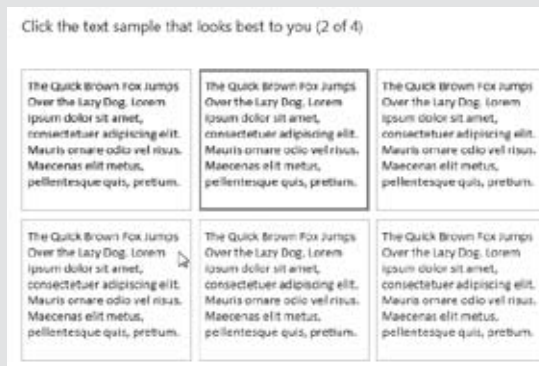 Click the text sample that looks best to you (2 of 4)
The Quick Brown Fox Jumps
Over the Lazy Dog. Lorem
ipsum dolor sit amet,
consectetuer adipiscing elit.
Mauris ornare odio vel risus.
Maecenas elit metus,
pellentesque quis, pretium.
The Quick Brown Fox Jumps
Over the Lazy Dog. Lorem
ipsum dolor sit amet,
consectetuer adipiscing elit.
Mauris ornare odio vel risus.
Maecenas elit metus,
pellentesque quis, pretium.
The Quick Brown Fox Jumps
Over the Lazy Dog. Lorem
ipsum dolor sit amet,
consectetuer adipiscing elit.
Mauris ornare odio vel risus.
Maecenas elit metus,
pellentesque quis, pretium.
The Quick Brown Fox Jumps
Over the Lazy Dog. Lorem
ipsum dolor sit amet,
consectetuer adipiscing elit.
Mauris ornare odio vel risus.
Maecenas elit metus,
pellentesque quis, pretium.
The Quick Brown Fox Jumps
Over the Lazy Dog. Lorem
ipsum dolor sit amet,
consectetuer adipiscing elit.
Mauris ornare odio vel risus.
Maecenas elit metus,
pellentesque quis, pretium.
The Quick Brown Fox Jumps
Over the Lazy Dog. Lorem
ipsum dolor sit amet,
consectetuer adipiscing elit.
Mauris ornare odio vel risus.
Maecenas elit metus,
pellentesque quis, pretium.